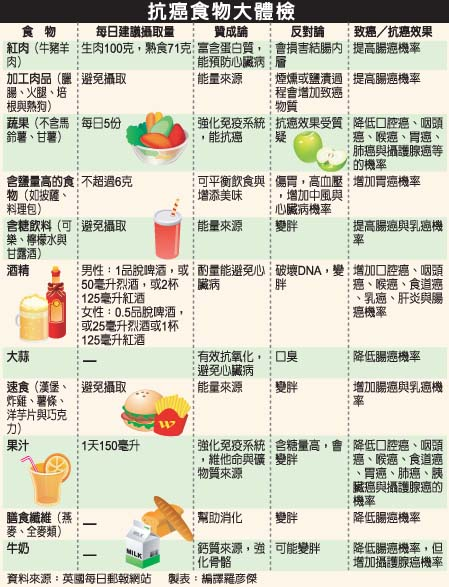 抗癌食物大體檢
食　物　每日建議攝取量　贊成論　反對論　致癌／抗癌效果
紅肉（牛豬羊肉）　生肉100克，熟食71克　富含蛋白質，能預防心臟病　會損害結腸內層　提高腸癌機率
加工肉品（臘腸、火腿、培根與熱狗）　避免攝取　能量來源　煙燻或鹽漬過程會增加致癌物質　提高腸癌機率
蔬果（不含馬鈴薯、甘薯）　每日5份　強化免疫系統，能抗癌　抗癌效果受質疑　降低口腔癌、咽頭癌、喉癌、胃癌、肺癌與攝護腺癌等的機率
含鹽量高的食物（如披薩、料理包）　不超過6克　可平衡飲食與增添美味　傷胃，高血壓，增加中風與心臟病機率　增加胃癌機率
含糖飲料（可樂、檸檬水與甘露酒）　避免攝取　能量來源　變胖　提高腸癌與乳癌機率
酒精　男性：1品脫啤酒，或50毫升烈酒，或2杯125毫升紅酒　女性：0.5品脫啤酒，或25毫升烈酒或1杯125毫升紅酒　酌量能避免心臟病　破壞DNA，變胖　增加口腔癌、咽頭癌、喉癌、食道癌、乳癌、肝炎與腸癌機率
大蒜　—　有效抗氧化，避免心臟病　口臭　降低腸癌機率
速食（漢堡、炸雞、薯條、洋芋片與巧克力）　避免攝取　能量來源　變胖　增加腸癌與乳癌機率
果汁　1天150毫升　強化免疫系統，維他命與礦物質來源　含糖量高，會變胖　降低口腔癌、咽頭癌、喉癌、食道癌、胃癌、肺癌、胰臟癌與攝護腺癌的機率
膳食纖維（燕麥、全麥類）　—　幫助消化　變胖　降低腸癌機率
牛奶　—　鈣質來源，強化骨骼　可能變胖　降低腸癌機率，但增加攝護腺癌機率
MILK
資料來源：英國每日郵報網站　製表：編譯羅彥傑